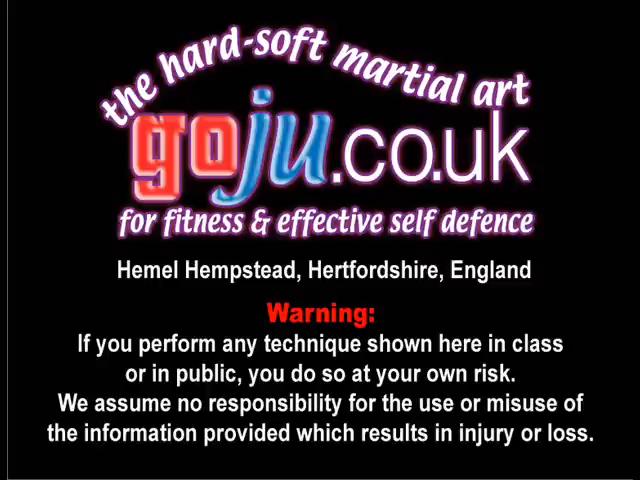 the hard-soft martial art
goju.co.uk
for fitness & effective self defence
Hemel Hempstead, Hertfordshire, England
Warning:
If you perform any technique shown here in class
or in public, you do so at your own risk.
We assume no responsibility for the use or misuse of
the information provided which results in injury or loss.